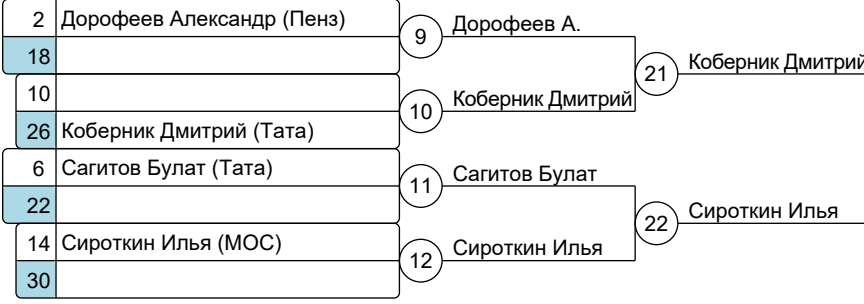 2 Дорофеев Александр (Пенз)
18
9 Дорофеев А.
10
26 Коберник Дмитрий (Тата)
10 Коберник Дмитрий
21 Коберник Дмитрий
6 Сагитов Булат (Тата)
22
11 Сагитов Булат
14 Сироткин Илья (МОС)
30
12 Сироткин Илья
22 Сироткин Илья